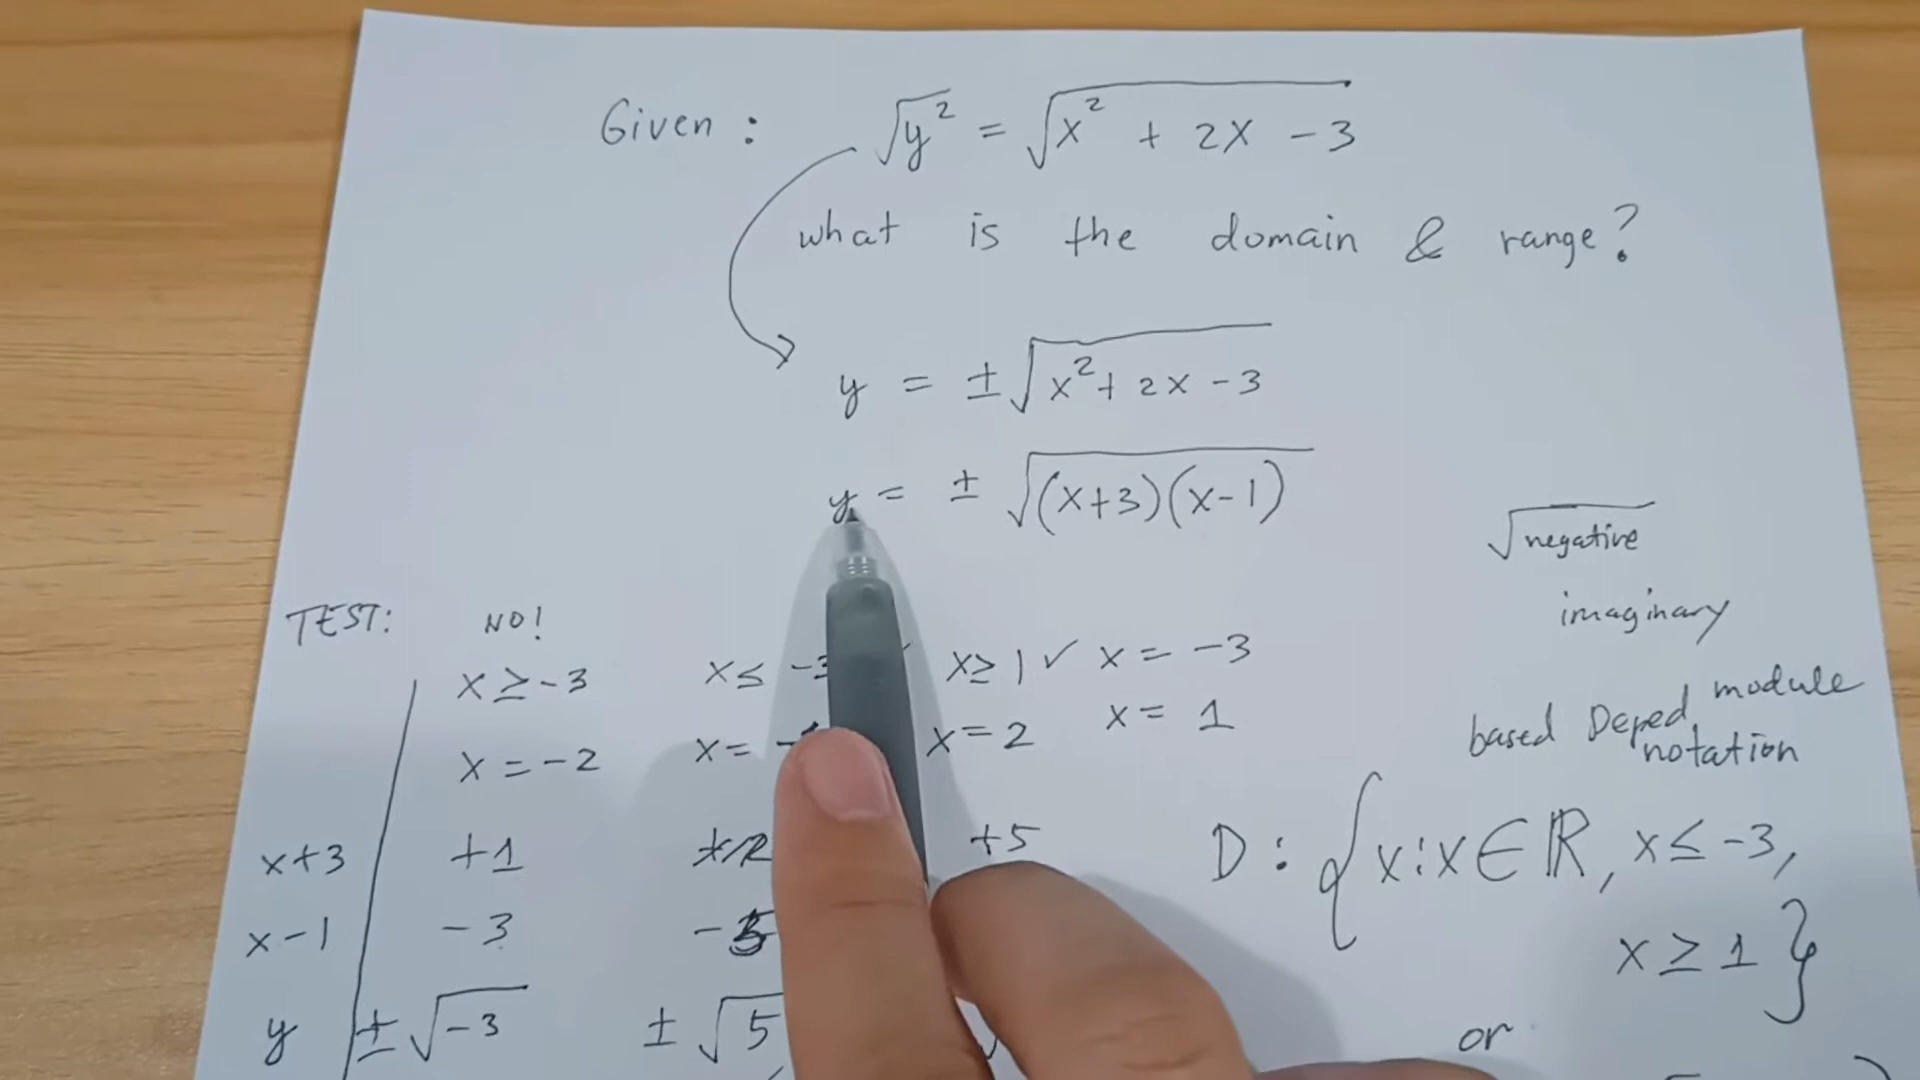 Given : √y² = √x² + 2x - 3
what is the domain & range?
y = ±√x² + 2x - 3
y = ± √(x+3)(x-1)
√negative
imaginary
TEST: NO!
x ≥ -3 x ≤ -3 x ≥ 1 ✓ x = -3
x = -2 x = - x = 2 x = 1
based Deped module
notation
x+3 +1 +5
x-1 -3
y ±√-3 ± √5
D : {x:x∈ℝ, x ≤ -3,
x ≥ 1}
or